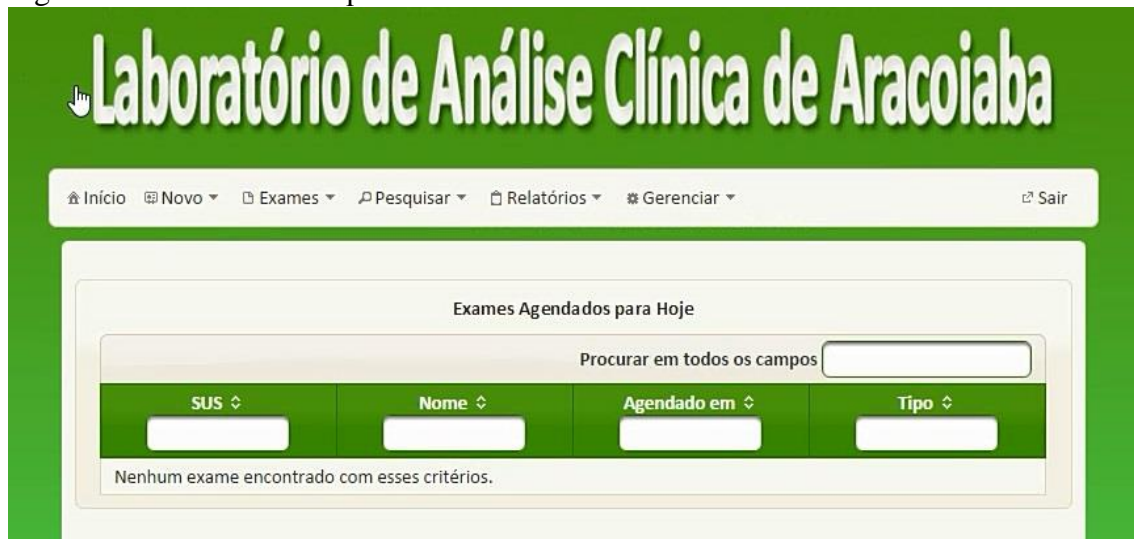 Laboratório de Análise Clínica de Aracoiaba
Início Novo Exames Pesquisar Relatórios Gerenciar Sair
Exames Agendados para Hoje
Procurar em todos os campos
SUS Nome Agendado em Tipo
Nenhum exame encontrado com esses critérios.